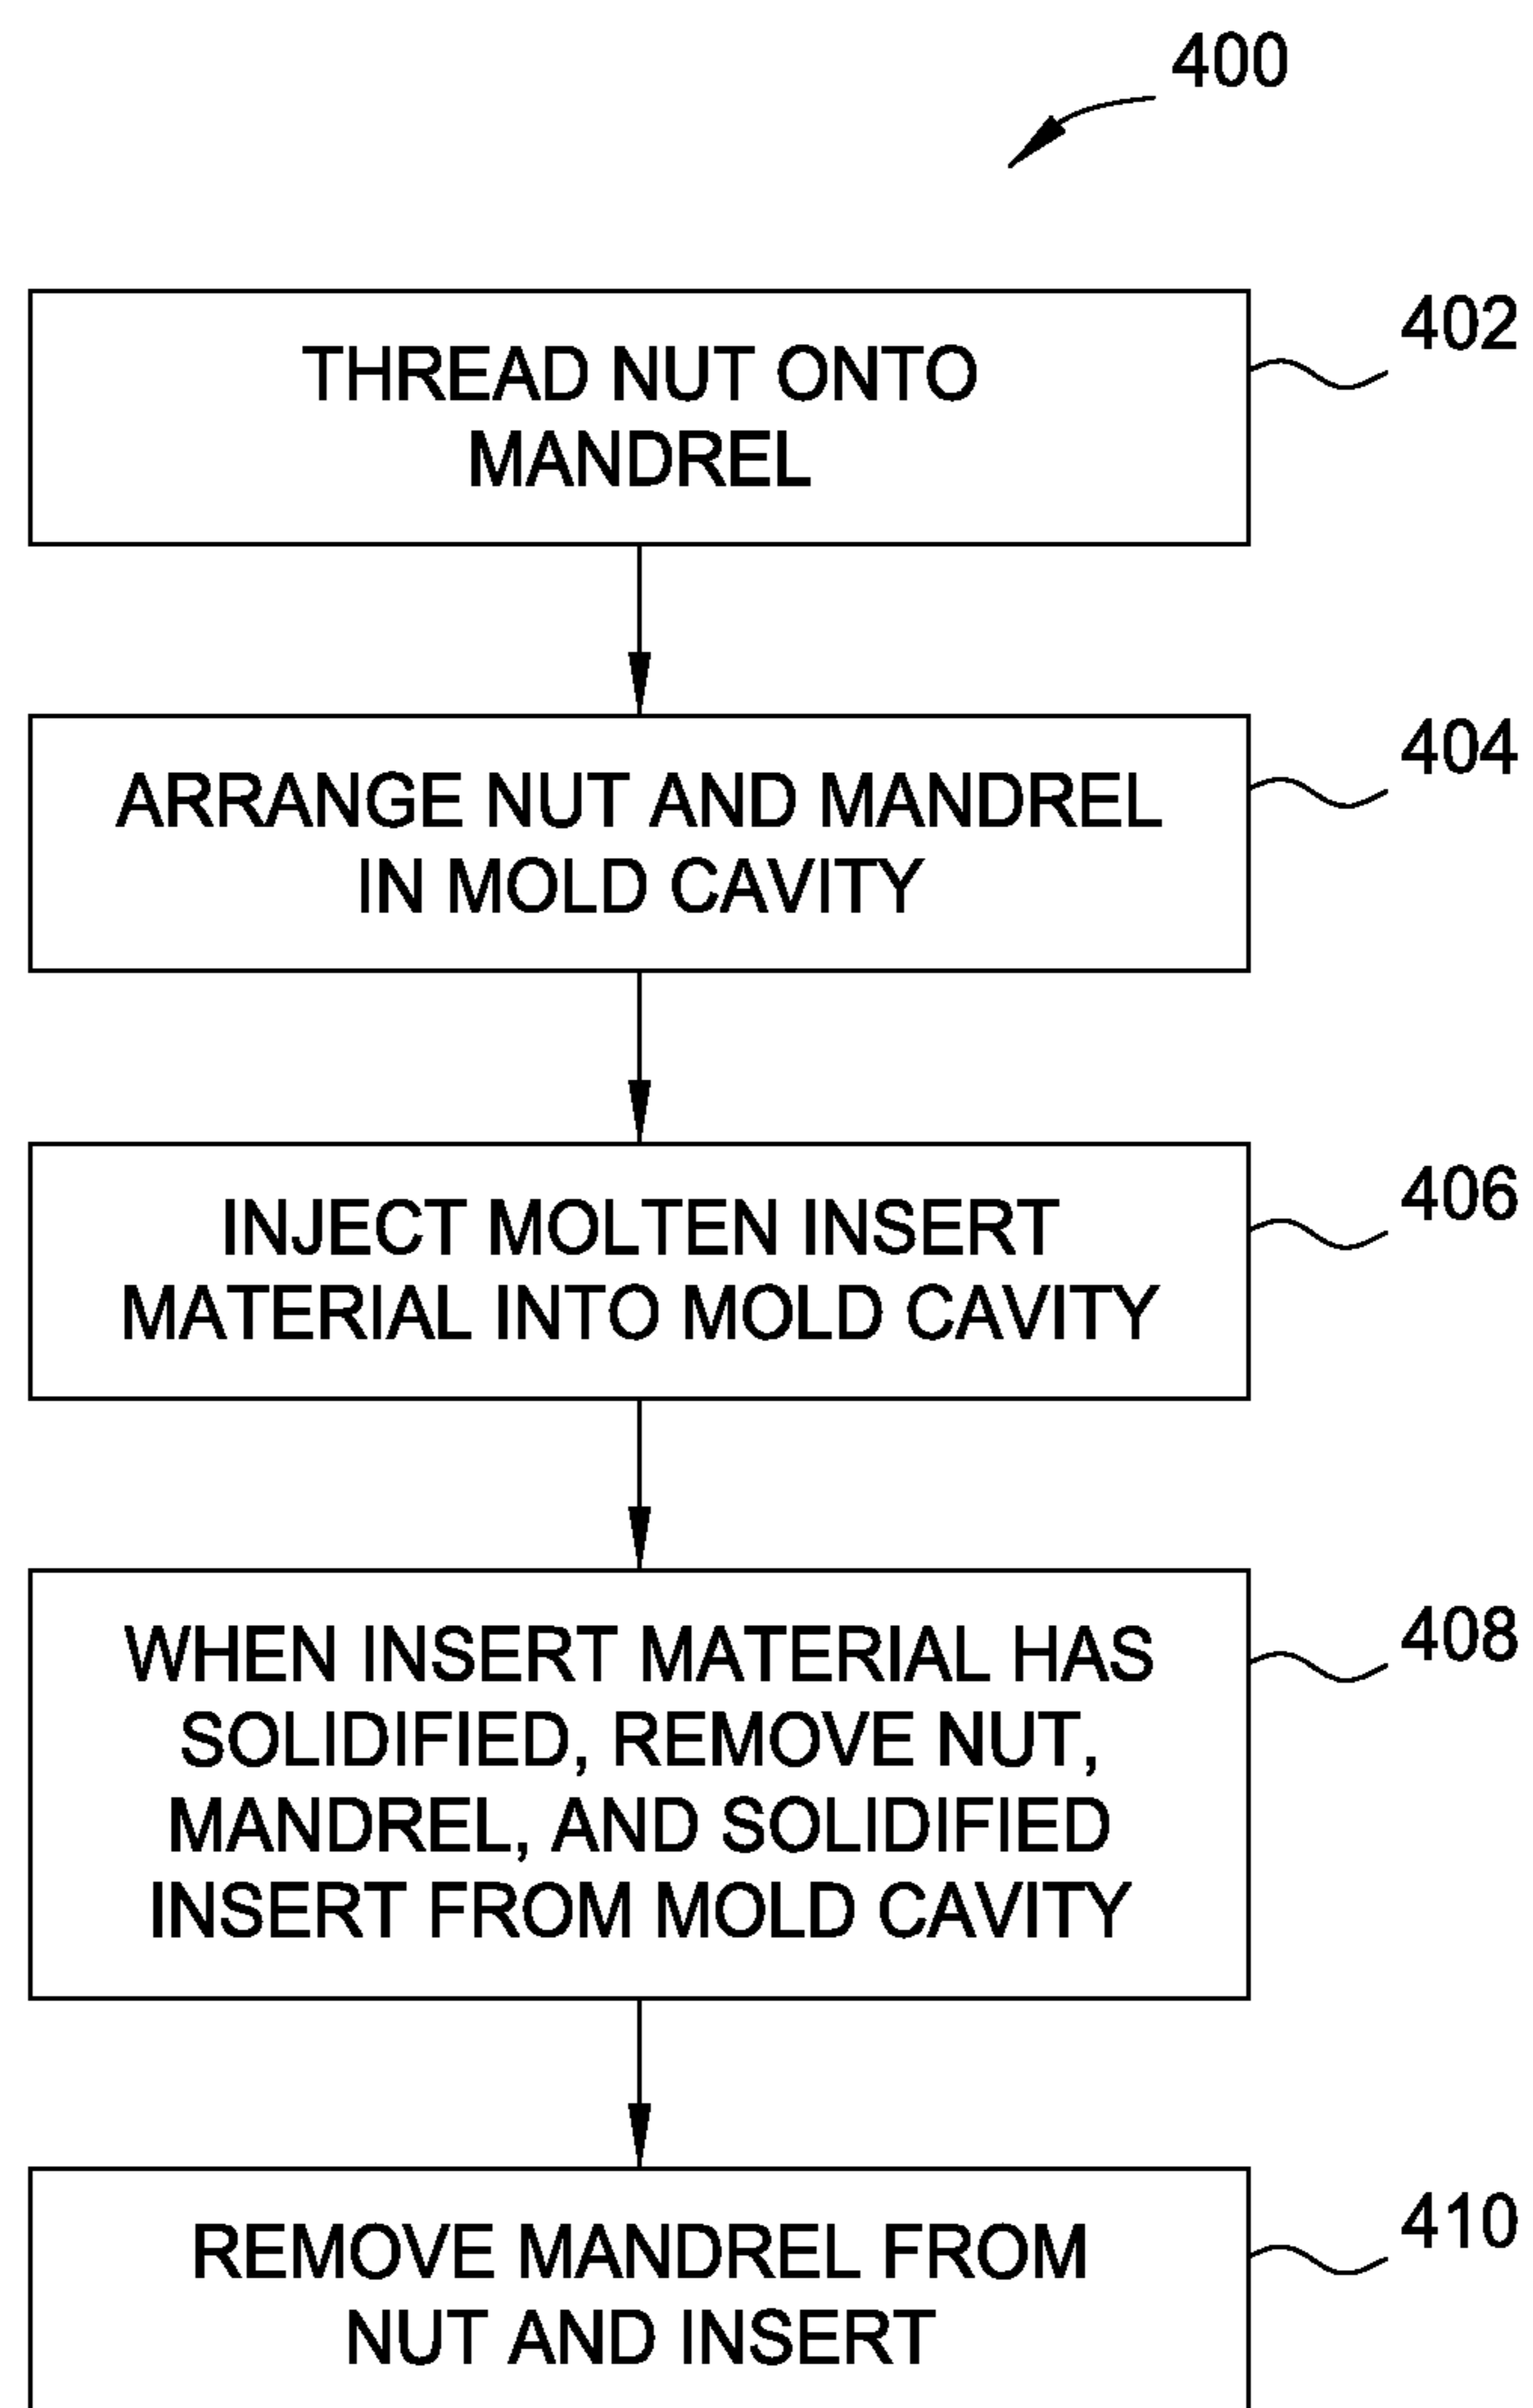 400
THREAD NUT ONTO
MANDREL
402
ARRANGE NUT AND MANDREL
IN MOLD CAVITY
404
INJECT MOLTEN INSERT
MATERIAL INTO MOLD CAVITY
406
WHEN INSERT MATERIAL HAS
SOLIDIFIED, REMOVE NUT,
MANDREL, AND SOLIDIFIED
INSERT FROM MOLD CAVITY
408
REMOVE MANDREL FROM
NUT AND INSERT
410